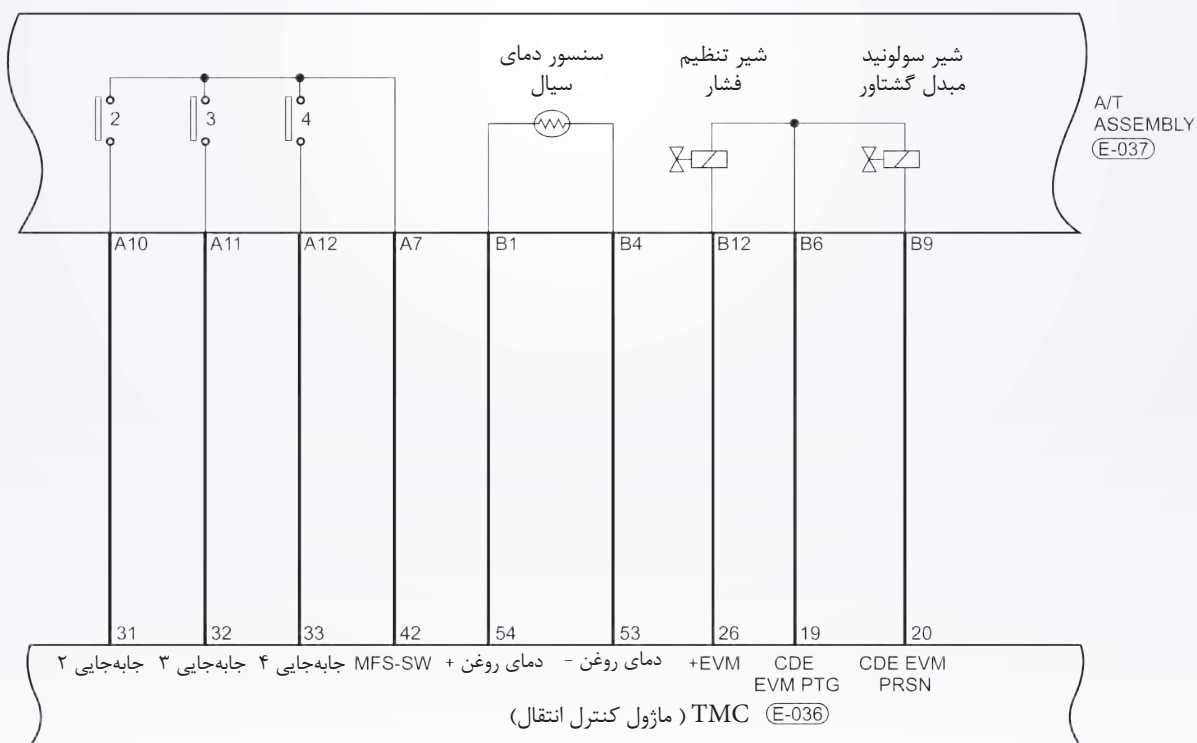 سنسور دمای
سیال
شیر تنظیم
فشار
شیر سولونید
مبدل گشتاور
A/T
ASSEMBLY
E-037
2
3
4
A10 A11 A12 A7 B1 B4 B12 B6 B9
31 32 33 42 54 53 26 19 20
جابه‌جایی ۲
جابه‌جایی ۳
جابه‌جایی ۴
MFS-SW
دمای روغن +
دمای روغن -
+EVM
CDE
EVM PTG
CDE EVM
PRSN
TMC ( ماژول کنترل انتقال) E-036